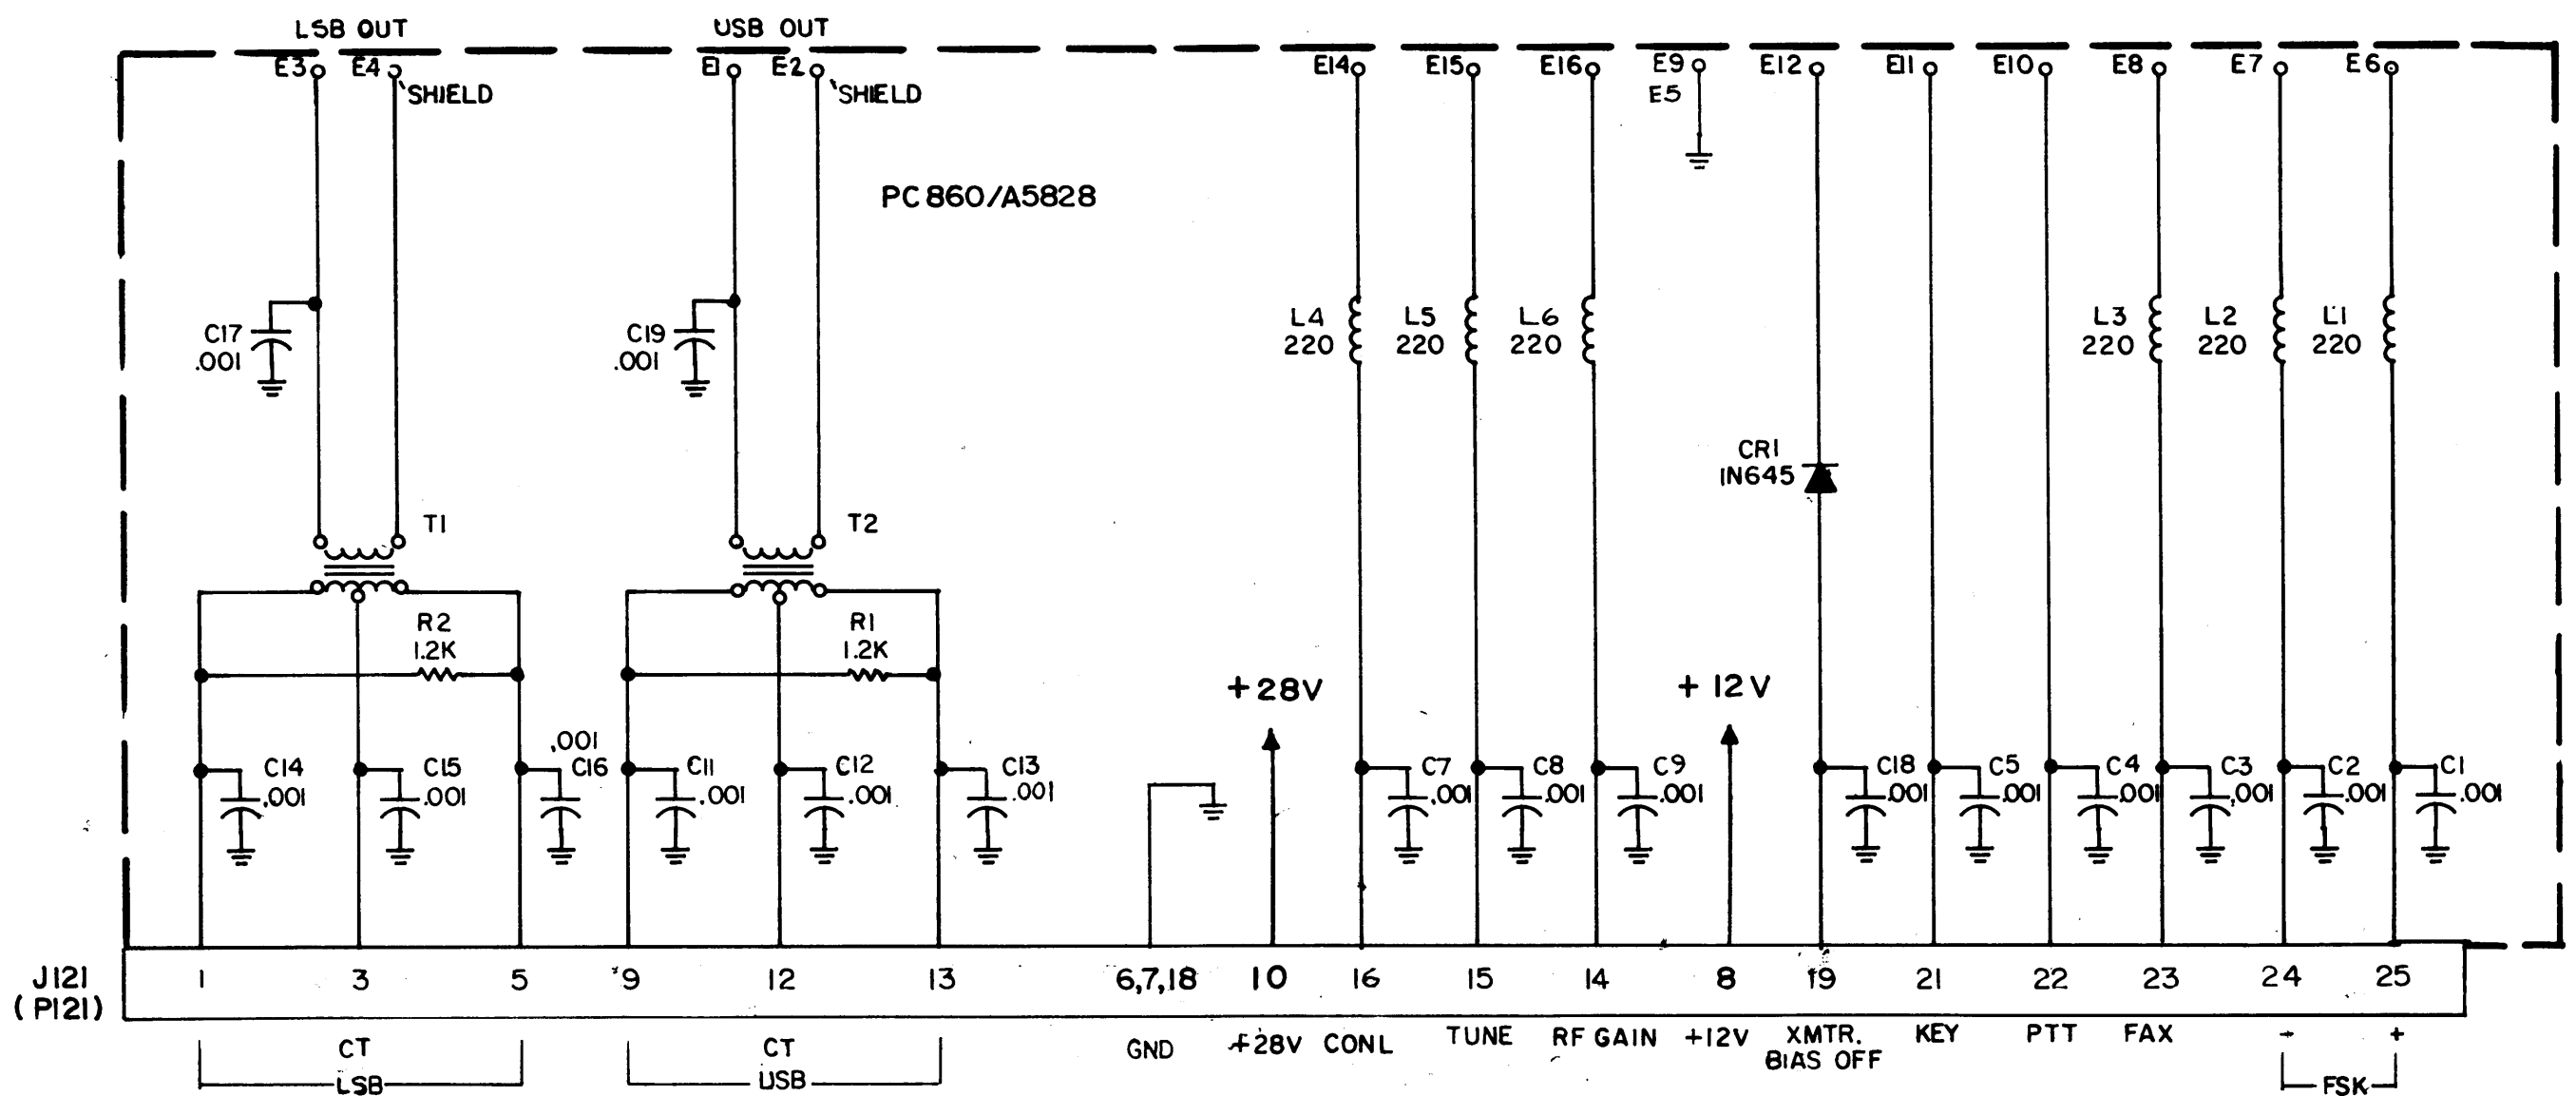 LSB OUT
USB OUT
E3 E4 E1 E2 E14 E15 E16 E9 E12 E11 E10 E8 E7 E6
SHIELD SHIELD E5
PC860/A5828
C17
.001
C19
.001
L4
220
L5
220
L6
220
L3
220
L2
220
L1
220
CR1
1N645
T1
T2
R2
1.2K
R1
1.2K
+28V
+12V
C14
.001
C15
.001
.001
C16
C11
.001
C12
.001
C13
.001
C7
.001
C8
.001
C9
.001
C18
.001
C5
.001
C4
.001
C3
.001
C2
.001
C1
.001
J121
(P121)
1 3 5 9 12 13 6,7,18 10 16 15 14 8 19 21 22 23 24 25
CT
LSB
CT
USB
GND
+28V
CONL
TUNE
RF GAIN
+12V
XMTR.
BIAS OFF
KEY
PTT
FAX
- +
FSK